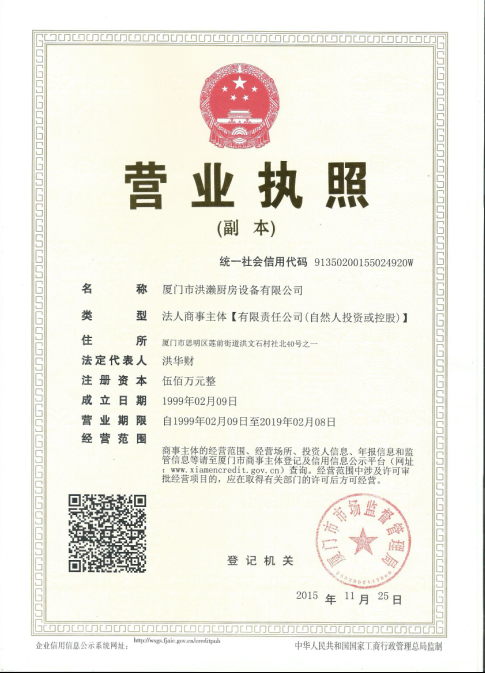 营业执照
(副 本)
统一社会信用代码 91350200155024920W
名 称 厦门市洪濑厨房设备有限公司
类 型 法人商事主体【有限责任公司(自然人投资或控股)】
住 所 厦门市思明区莲前街道洪文石村社北40号之一
法定代表人 洪华财
注册资本 伍佰万元整
成立日期 1999年02月09日
营业期限 自1999年02月09日至2019年02月08日
经营范围
商事主体的经营范围、经营场所、投资人信息、年报信息和监
管信息等请至厦门市商事主体登记及信用信息公示平台（网址
：www.xiamencredit.gov.cn）查询。经营范围中涉及许可审
批经营项目的，应在取得有关部门的许可后方可经营。
厦门市市场监督管理局
登记机关
2015 年 11 月 25 日
企业信用信息公示系统网址： http://wsgs.fjaic.gov.cn/creditpub
中华人民共和国国家工商行政管理总局监制